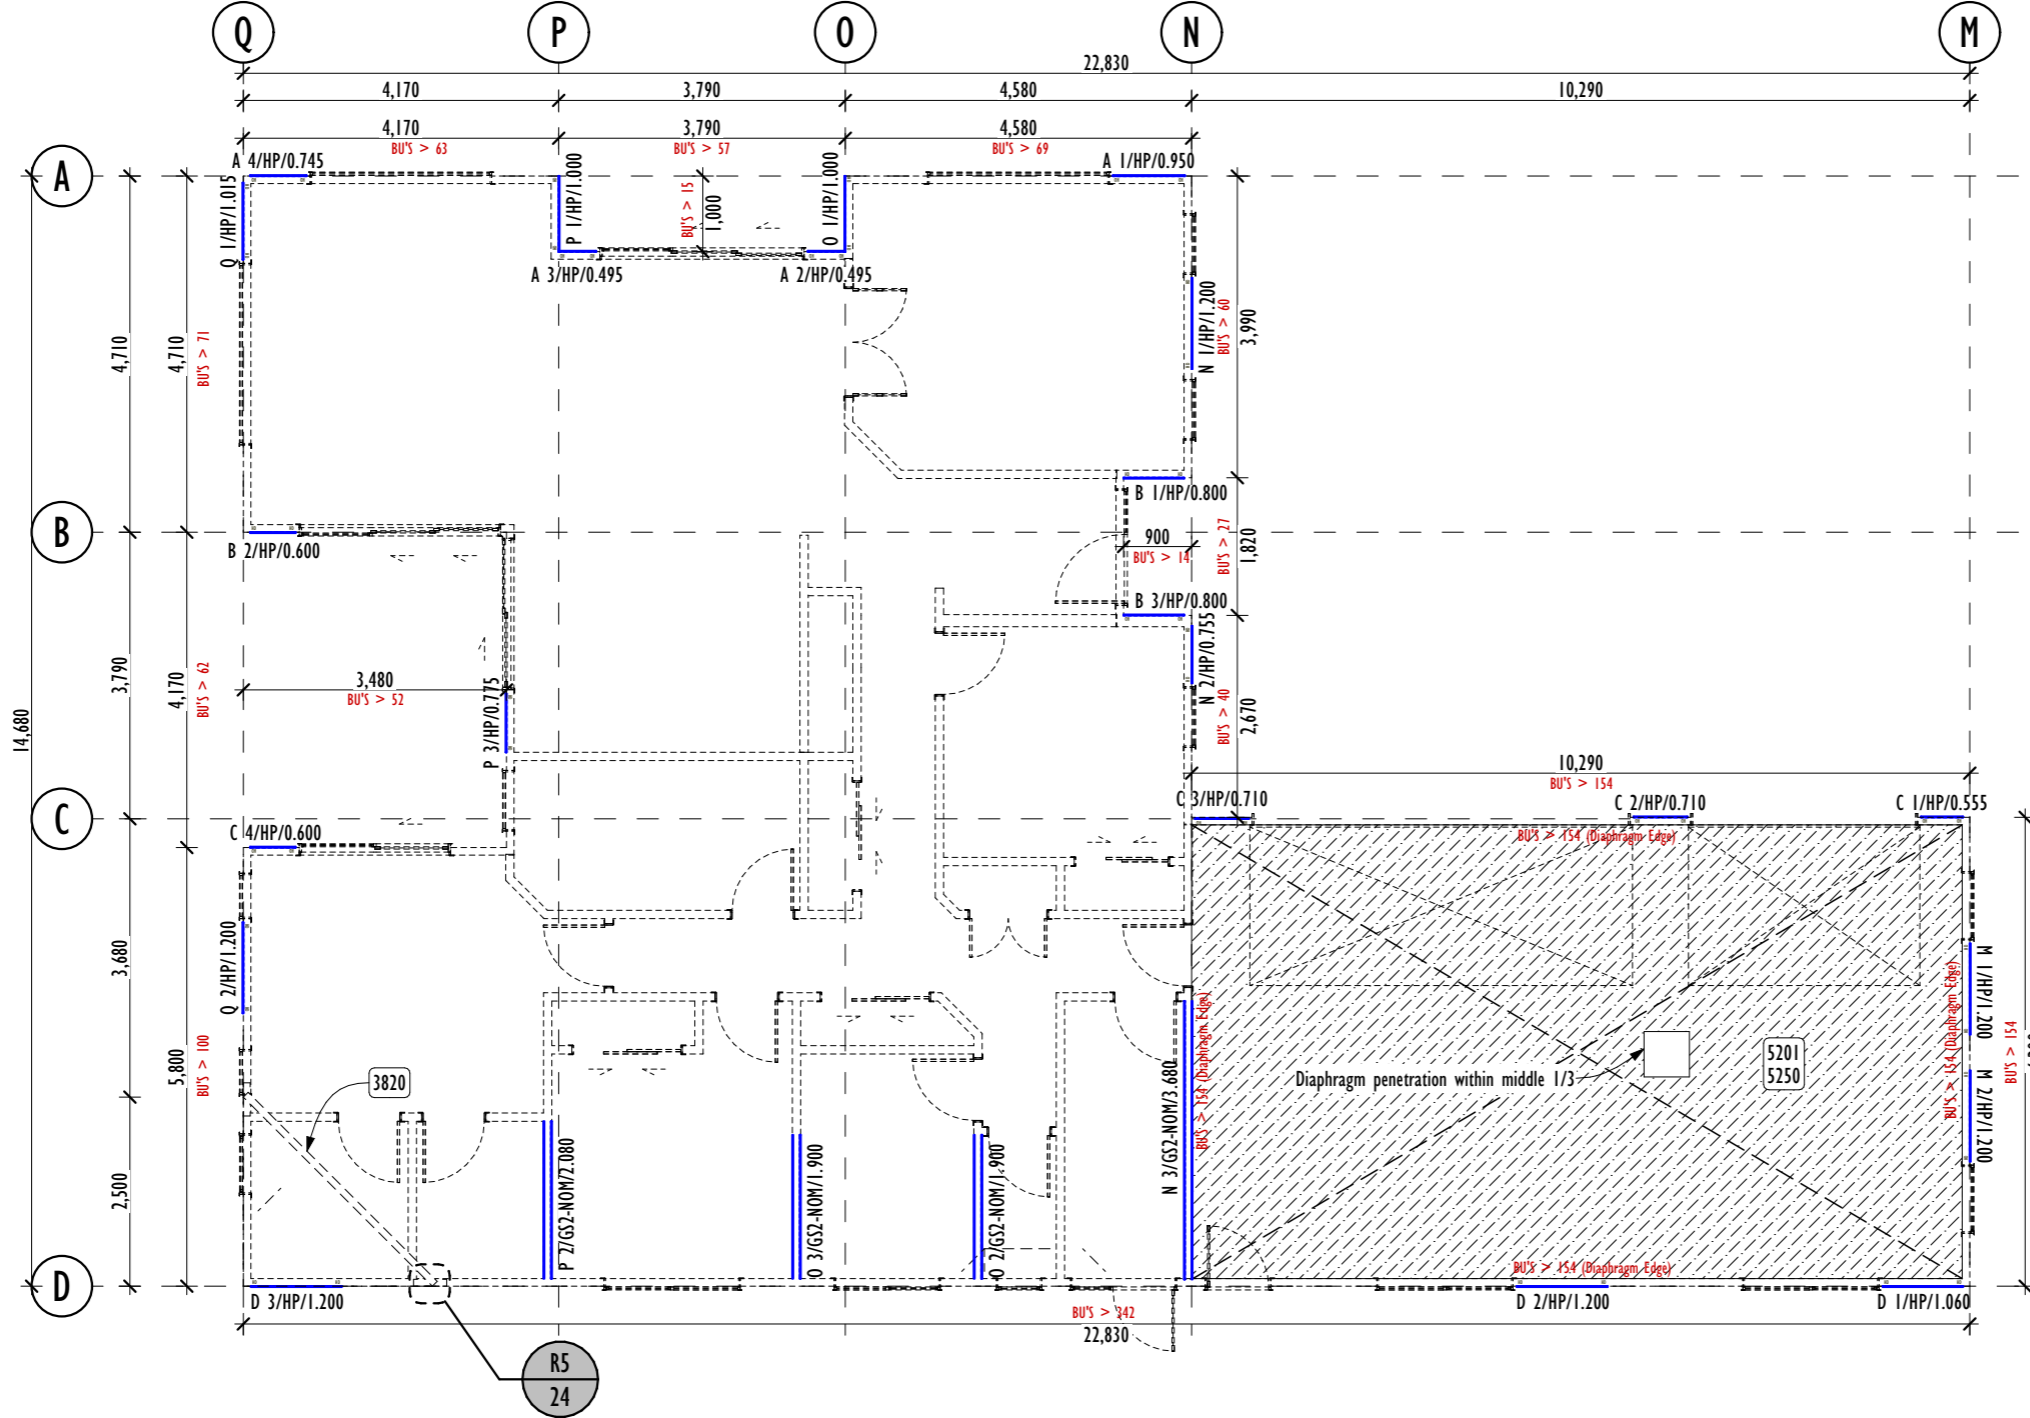 Q
P
O
N
M
22,830
4,170
3,790
4,580
10,290
4,170
3,790
4,580
BU'S > 63
BU'S > 57
BU'S > 69
A
A 4/HP/0.745
A 1/HP/0.950
Q 1/HP/1.015
P 1/HP/1.000
BU'S > 15
1,000
O 1/HP/1.000
A 3/HP/0.495
A 2/HP/0.495
4,710
4,710
BU'S > 71
N 1/HP/1.200
BU'S > 60
3,990
B
B 1/HP/0.800
B 2/HP/0.600
900
BU'S > 14
BU'S > 27
1,820
B 3/HP/0.800
14,680
3,790
4,170
BU'S > 62
3,480
BU'S > 52
P 3/HP/0.775
N 2/HP/0.755
BU'S > 40
2,670
10,290
BU'S > 154
C
C 4/HP/0.600
C 3/HP/0.710
C 2/HP/0.710
C 1/HP/0.555
BU'S > 154 (Diaphragm Edge)
3,680
Q 2/HP/1.200
5,800
BU'S > 100
3820
BU'S > 154 (Diaphragm Edge)
Diaphragm penetration within middle 1/3
5201
5250
BU'S > 154 (Diaphragm Edge)
M 1/HP/1.200
M 2/HP/1.200
BU'S > 154
2,500
P 2/GS2-NOM/2.080
O 3/GS2-NOM/1.900
O 2/GS2-NOM/1.900
N 3/GS2-NOM/3.680
BU'S > 154 (Diaphragm Edge)
D
D 3/HP/1.200
D 2/HP/1.200
D 1/HP/1.060
BU'S > 342
22,830
R5
24